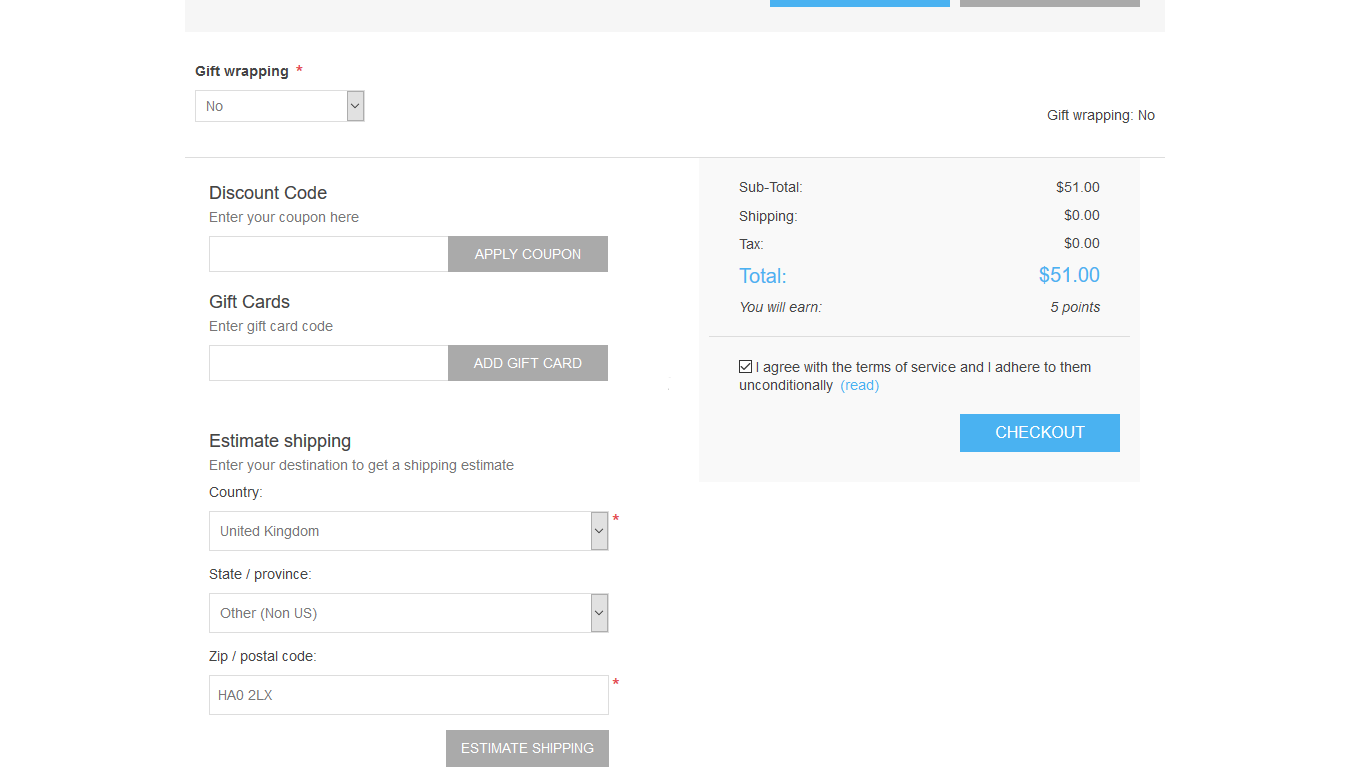 Gift wrapping *
No
Gift wrapping: No
Discount Code
Enter your coupon here
APPLY COUPON
Gift Cards
Enter gift card code
ADD GIFT CARD
Estimate shipping
Enter your destination to get a shipping estimate
Country:
United Kingdom *
State / province:
Other (Non US)
Zip / postal code:
HA0 2LX *
ESTIMATE SHIPPING
Sub-Total: $51.00
Shipping: $0.00
Tax: $0.00
Total: $51.00
You will earn: 5 points
I agree with the terms of service and I adhere to them
unconditionally (read)
CHECKOUT